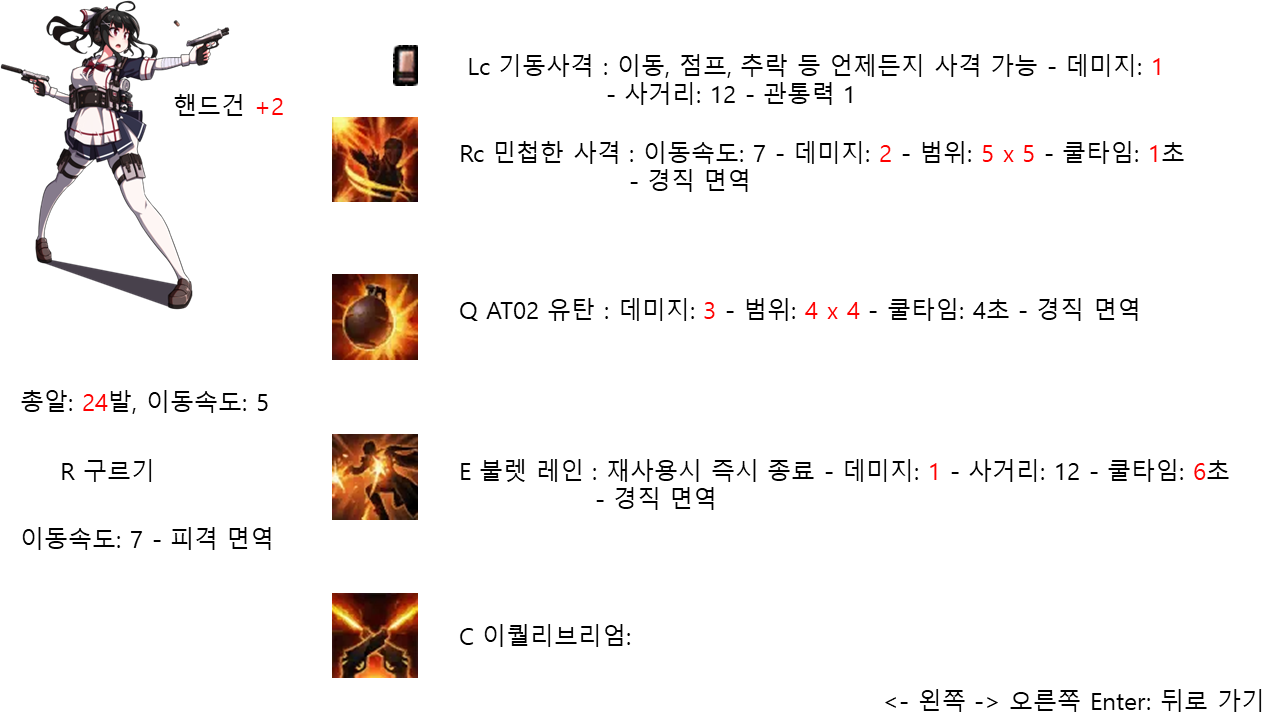 핸드건 +2
Lc 기동사격 : 이동, 점프, 추락 등 언제든지 사격 가능 - 데미지: 1
- 사거리: 12 - 관통력 1
Rc 민첩한 사격 : 이동속도: 7 - 데미지: 2 - 범위: 5 x 5 - 쿨타임: 1초
- 경직 면역
Q AT02 유탄 : 데미지: 3 - 범위: 4 x 4 - 쿨타임: 4초 - 경직 면역
총알: 24발, 이동속도: 5
R 구르기
이동속도: 7 - 피격 면역
E 불렛 레인 : 재사용시 즉시 종료 - 데미지: 1 - 사거리: 12 - 쿨타임: 6초
- 경직 면역
C 이퀄리브리엄:
<- 왼쪽 -> 오른쪽 Enter: 뒤로 가기